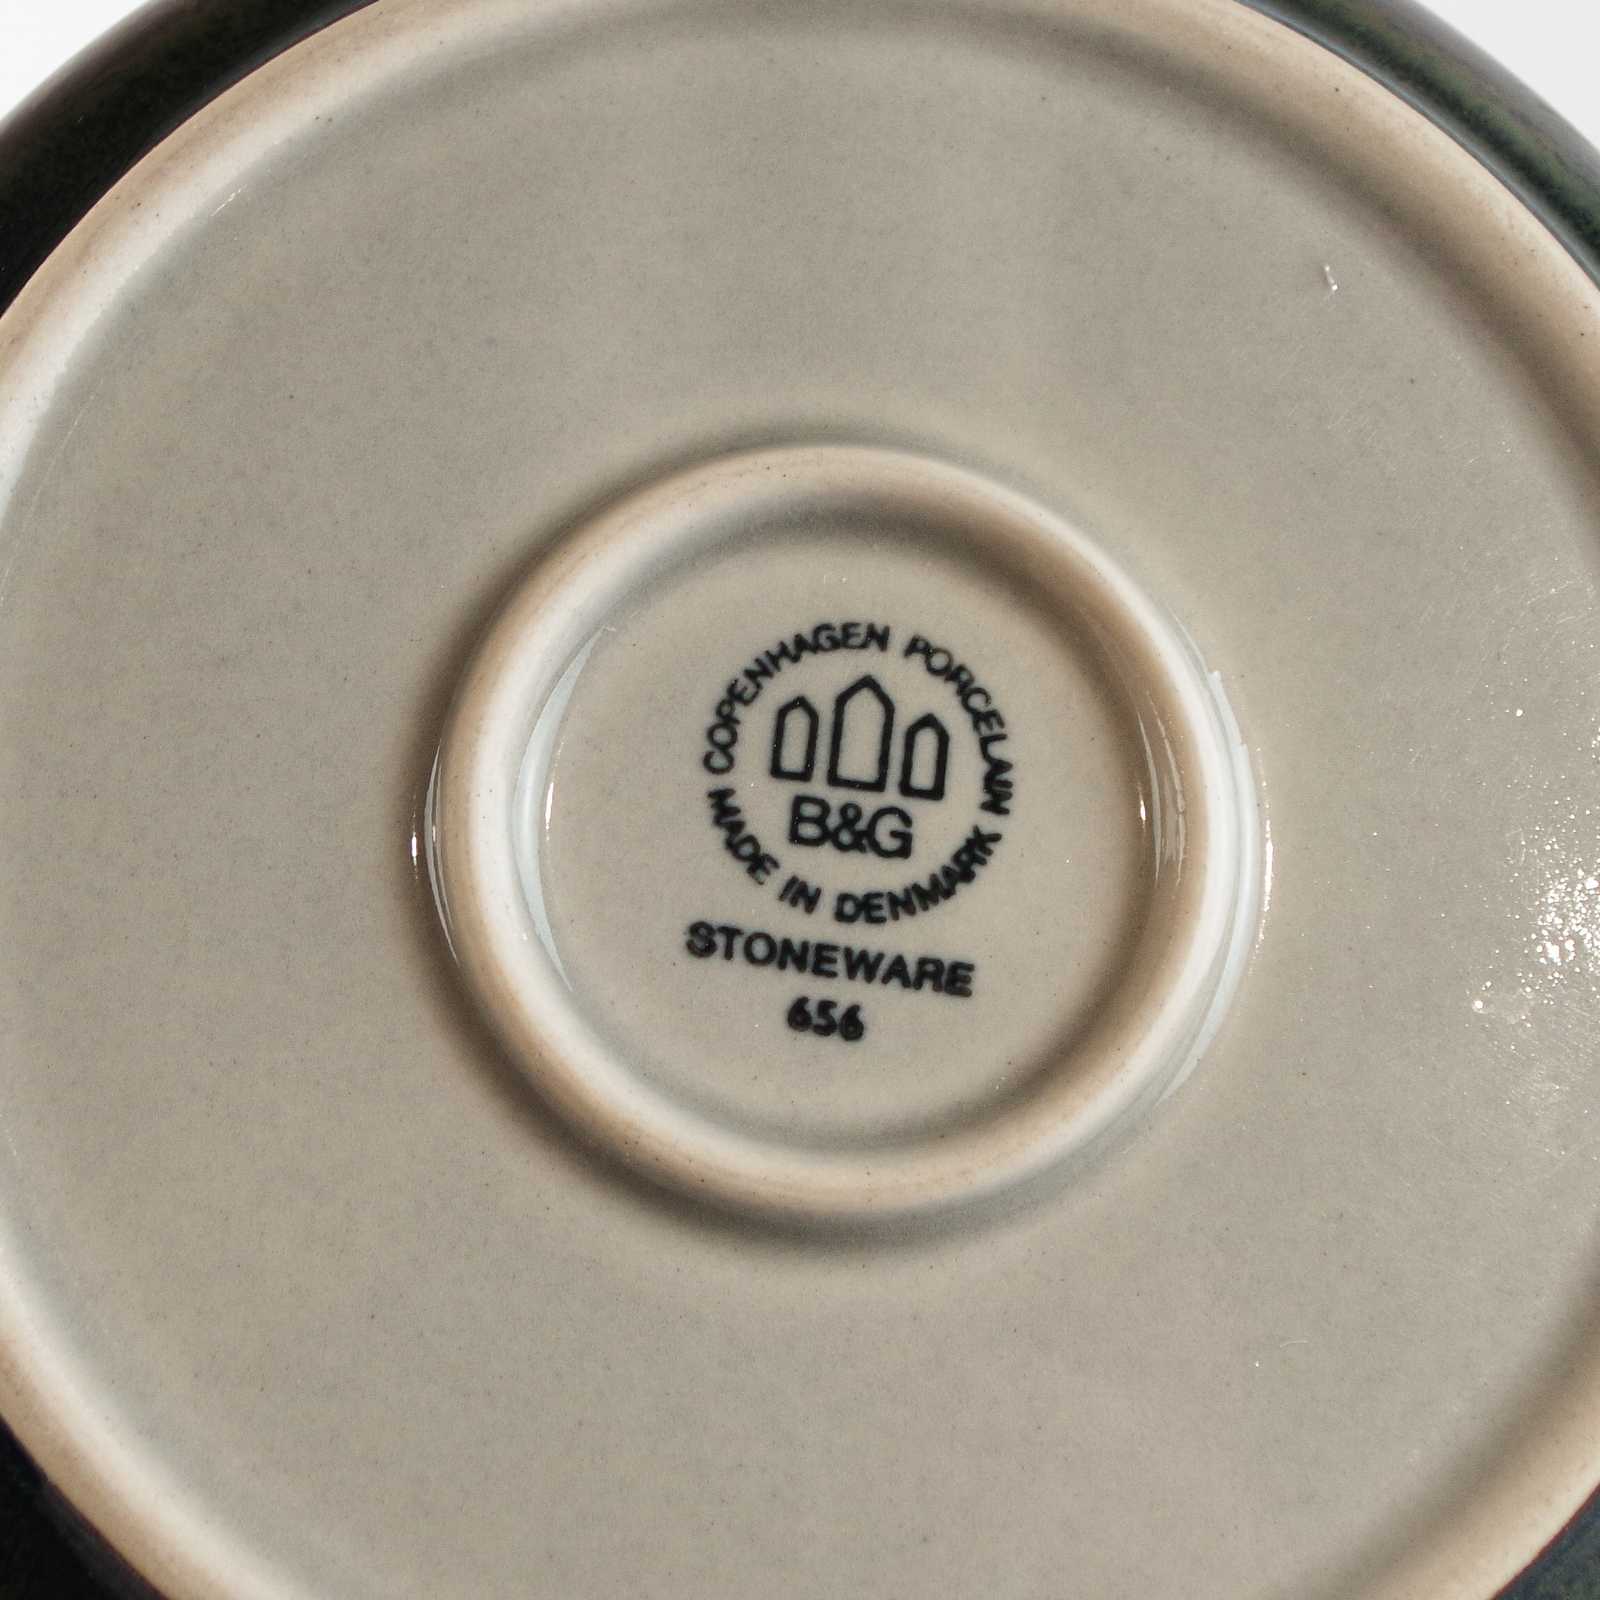 COPENHAGEN PORCELAIN
B&G
MADE IN DENMARK
STONEWARE
656